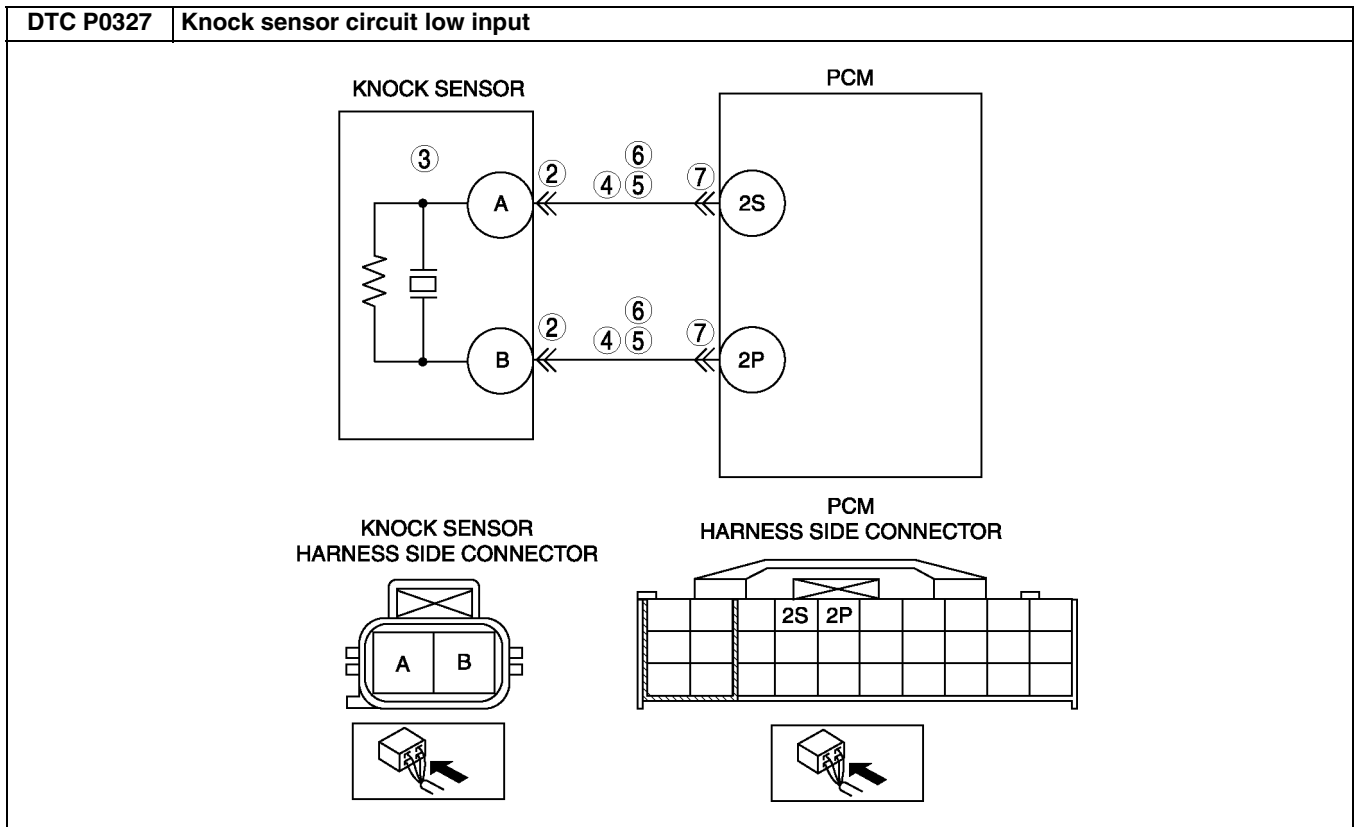 DTC P0327 Knock sensor circuit low input
KNOCK SENSOR
PCM
③
⑥
② ④ ⑤ ⑦
A
2S
⑥
② ④ ⑤ ⑦
B
2P
KNOCK SENSOR
HARNESS SIDE CONNECTOR
PCM
HARNESS SIDE CONNECTOR
2S 2P
A B